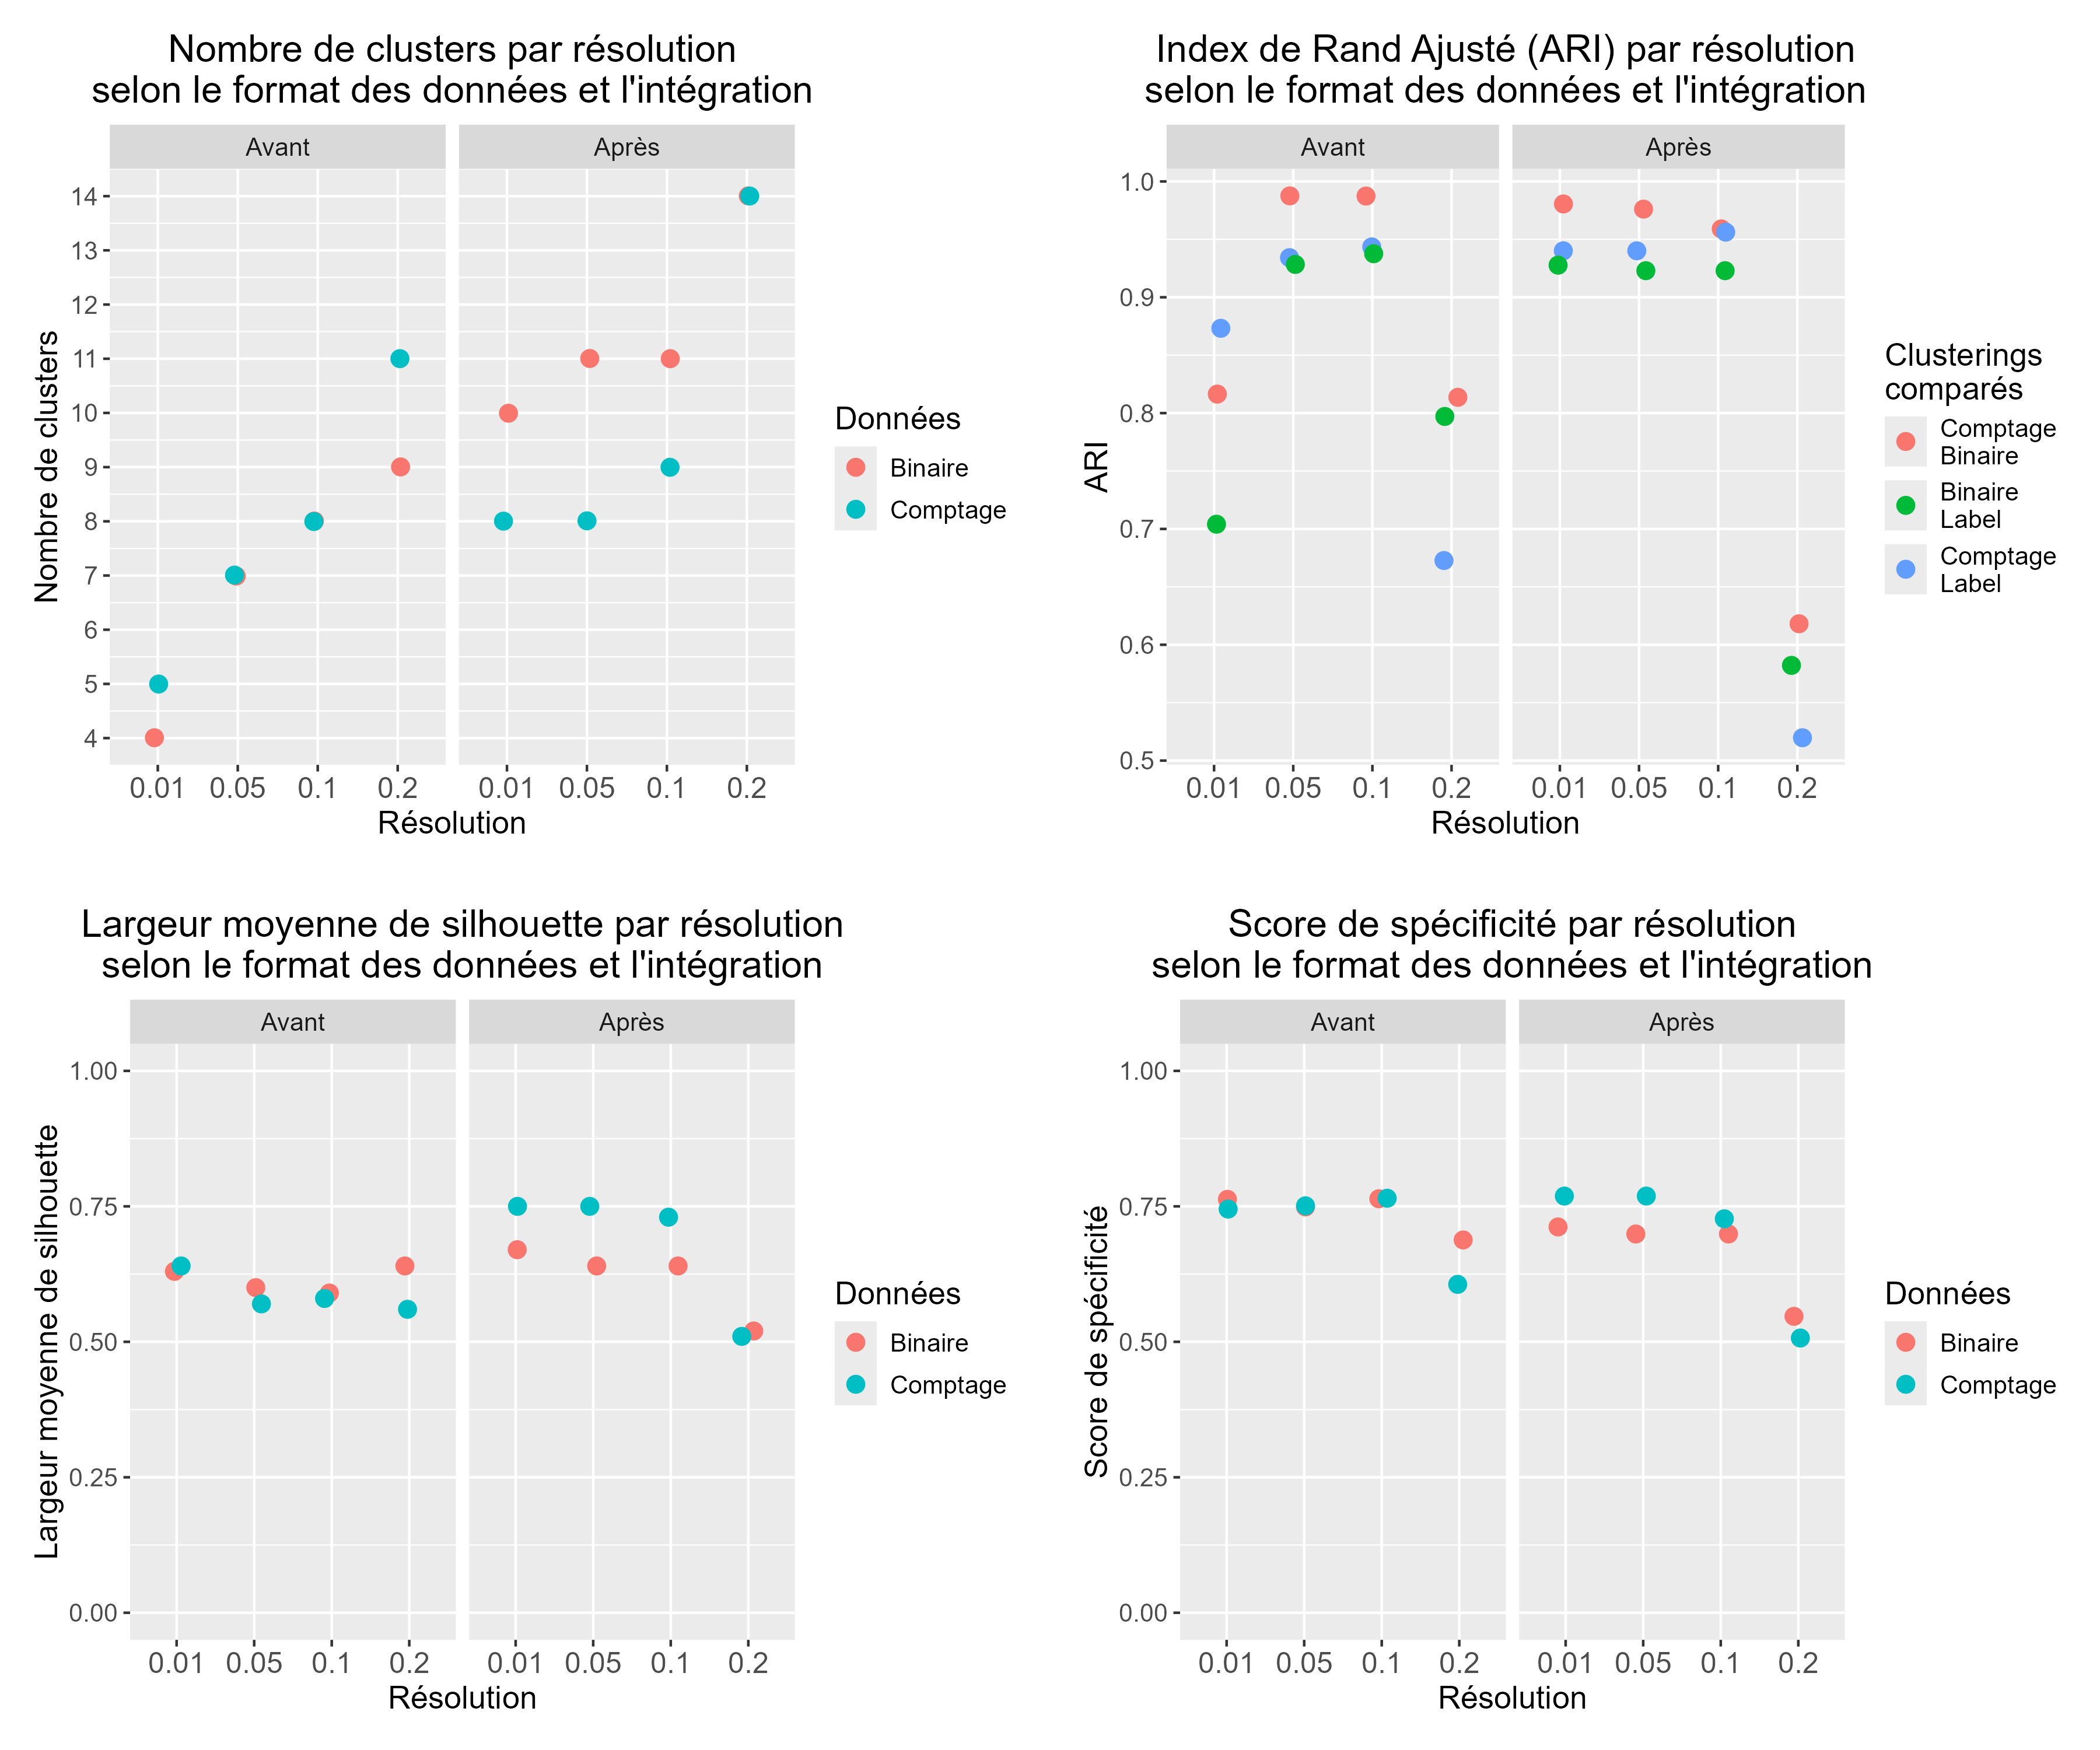 Nombre de clusters par résolution
selon le format des données et l'intégration
Avant
Après
14
13
12
11
10
9
8
7
6
5
4
Nombre de clusters
0.01 0.05 0.1 0.2
0.01 0.05 0.1 0.2
Résolution
Données
Binaire
Comptage
Index de Rand Ajusté (ARI) par résolution
selon le format des données et l'intégration
Avant
Après
1.0
0.9
0.8
0.7
0.6
0.5
ARI
0.01 0.05 0.1 0.2
0.01 0.05 0.1 0.2
Résolution
Clusterings
comparés
Comptage
Binaire
Binaire
Label
Comptage
Label
Largeur moyenne de silhouette par résolution
selon le format des données et l'intégration
Avant
Après
1.00
0.75
0.50
0.25
0.00
Largeur moyenne de silhouette
0.01 0.05 0.1 0.2
0.01 0.05 0.1 0.2
Résolution
Données
Binaire
Comptage
Score de spécificité par résolution
selon le format des données et l'intégration
Avant
Après
1.00
0.75
0.50
0.25
0.00
Score de spécificité
0.01 0.05 0.1 0.2
0.01 0.05 0.1 0.2
Résolution
Données
Binaire
Comptage